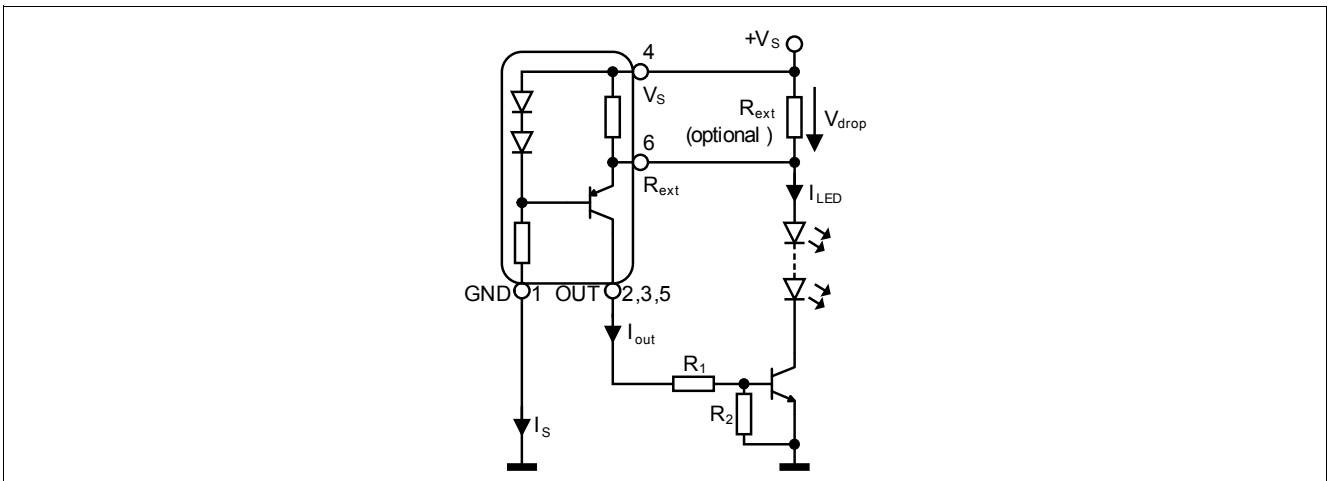 +VS
4
VS
Rext
(optional )
Vdrop
6
Rext
ILED
GND 1 OUT 2,3,5
Iout
R1
R2
IS